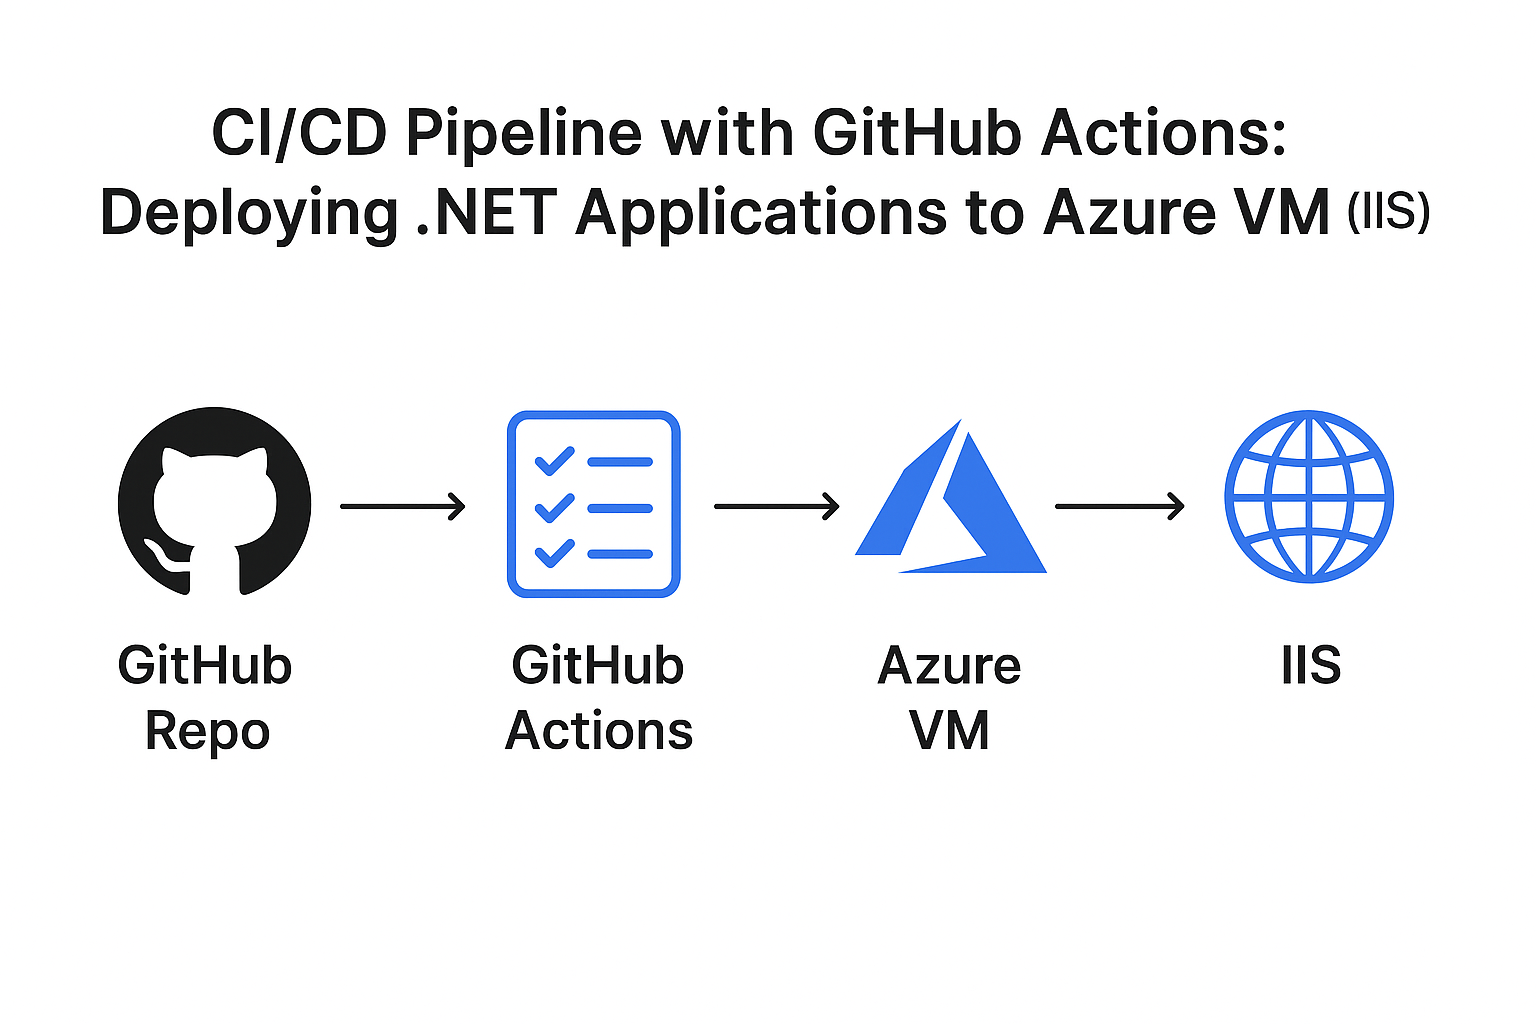 CI/CD Pipeline with GitHub Actions:
Deploying .NET Applications to Azure VM (IIS)
GitHub
Repo
GitHub
Actions
Azure
VM
IIS